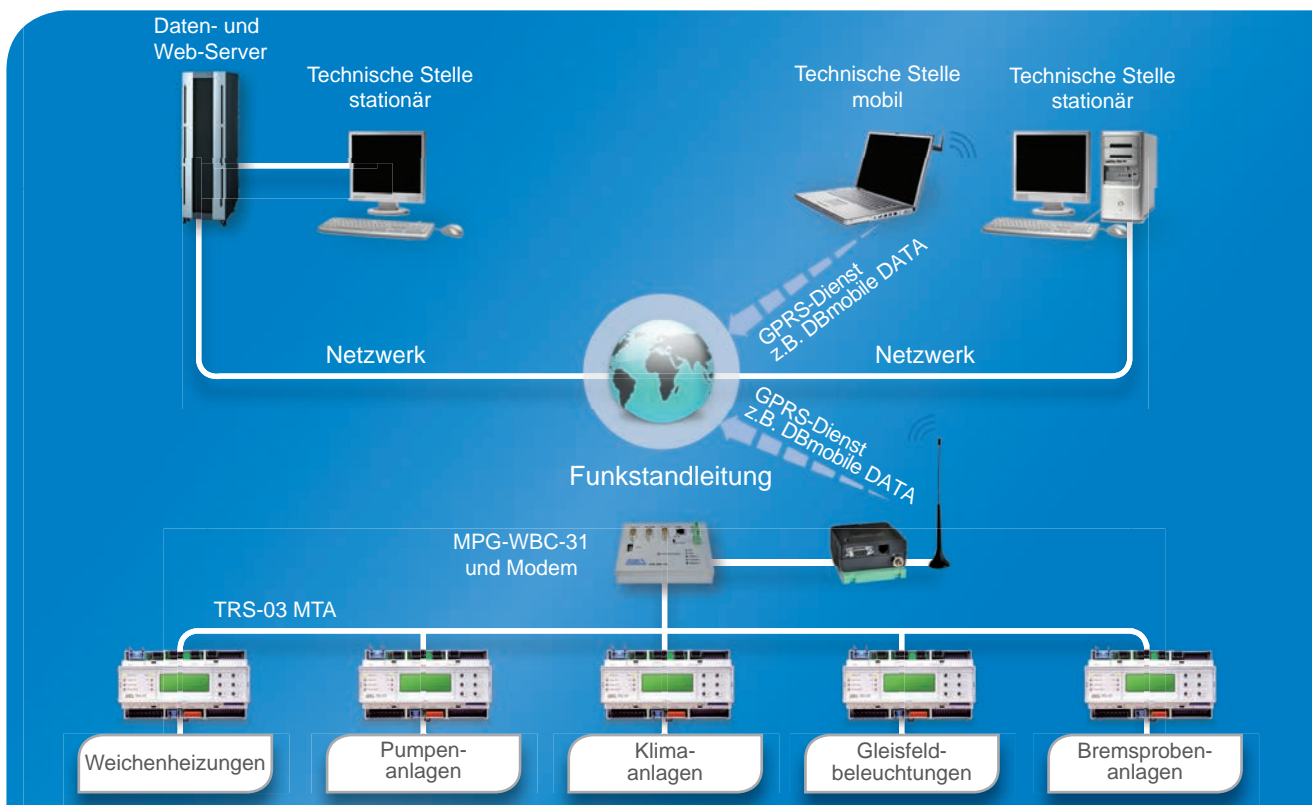 Daten- und
Web-Server
Technische Stelle
stationär
Technische Stelle
mobil
Technische Stelle
stationär
GPRS-Dienst
z.B. DBmobile DATA
Netzwerk
Netzwerk
GPRS-Dienst
z.B. DBmobile DATA
Funkstandleitung
MPG-WBC-31
und Modem
TRS-03 MTA
Weichenheizungen
Pumpen-
anlagen
Klima-
anlagen
Gleisfeld-
beleuchtungen
Bremsproben-
anlagen